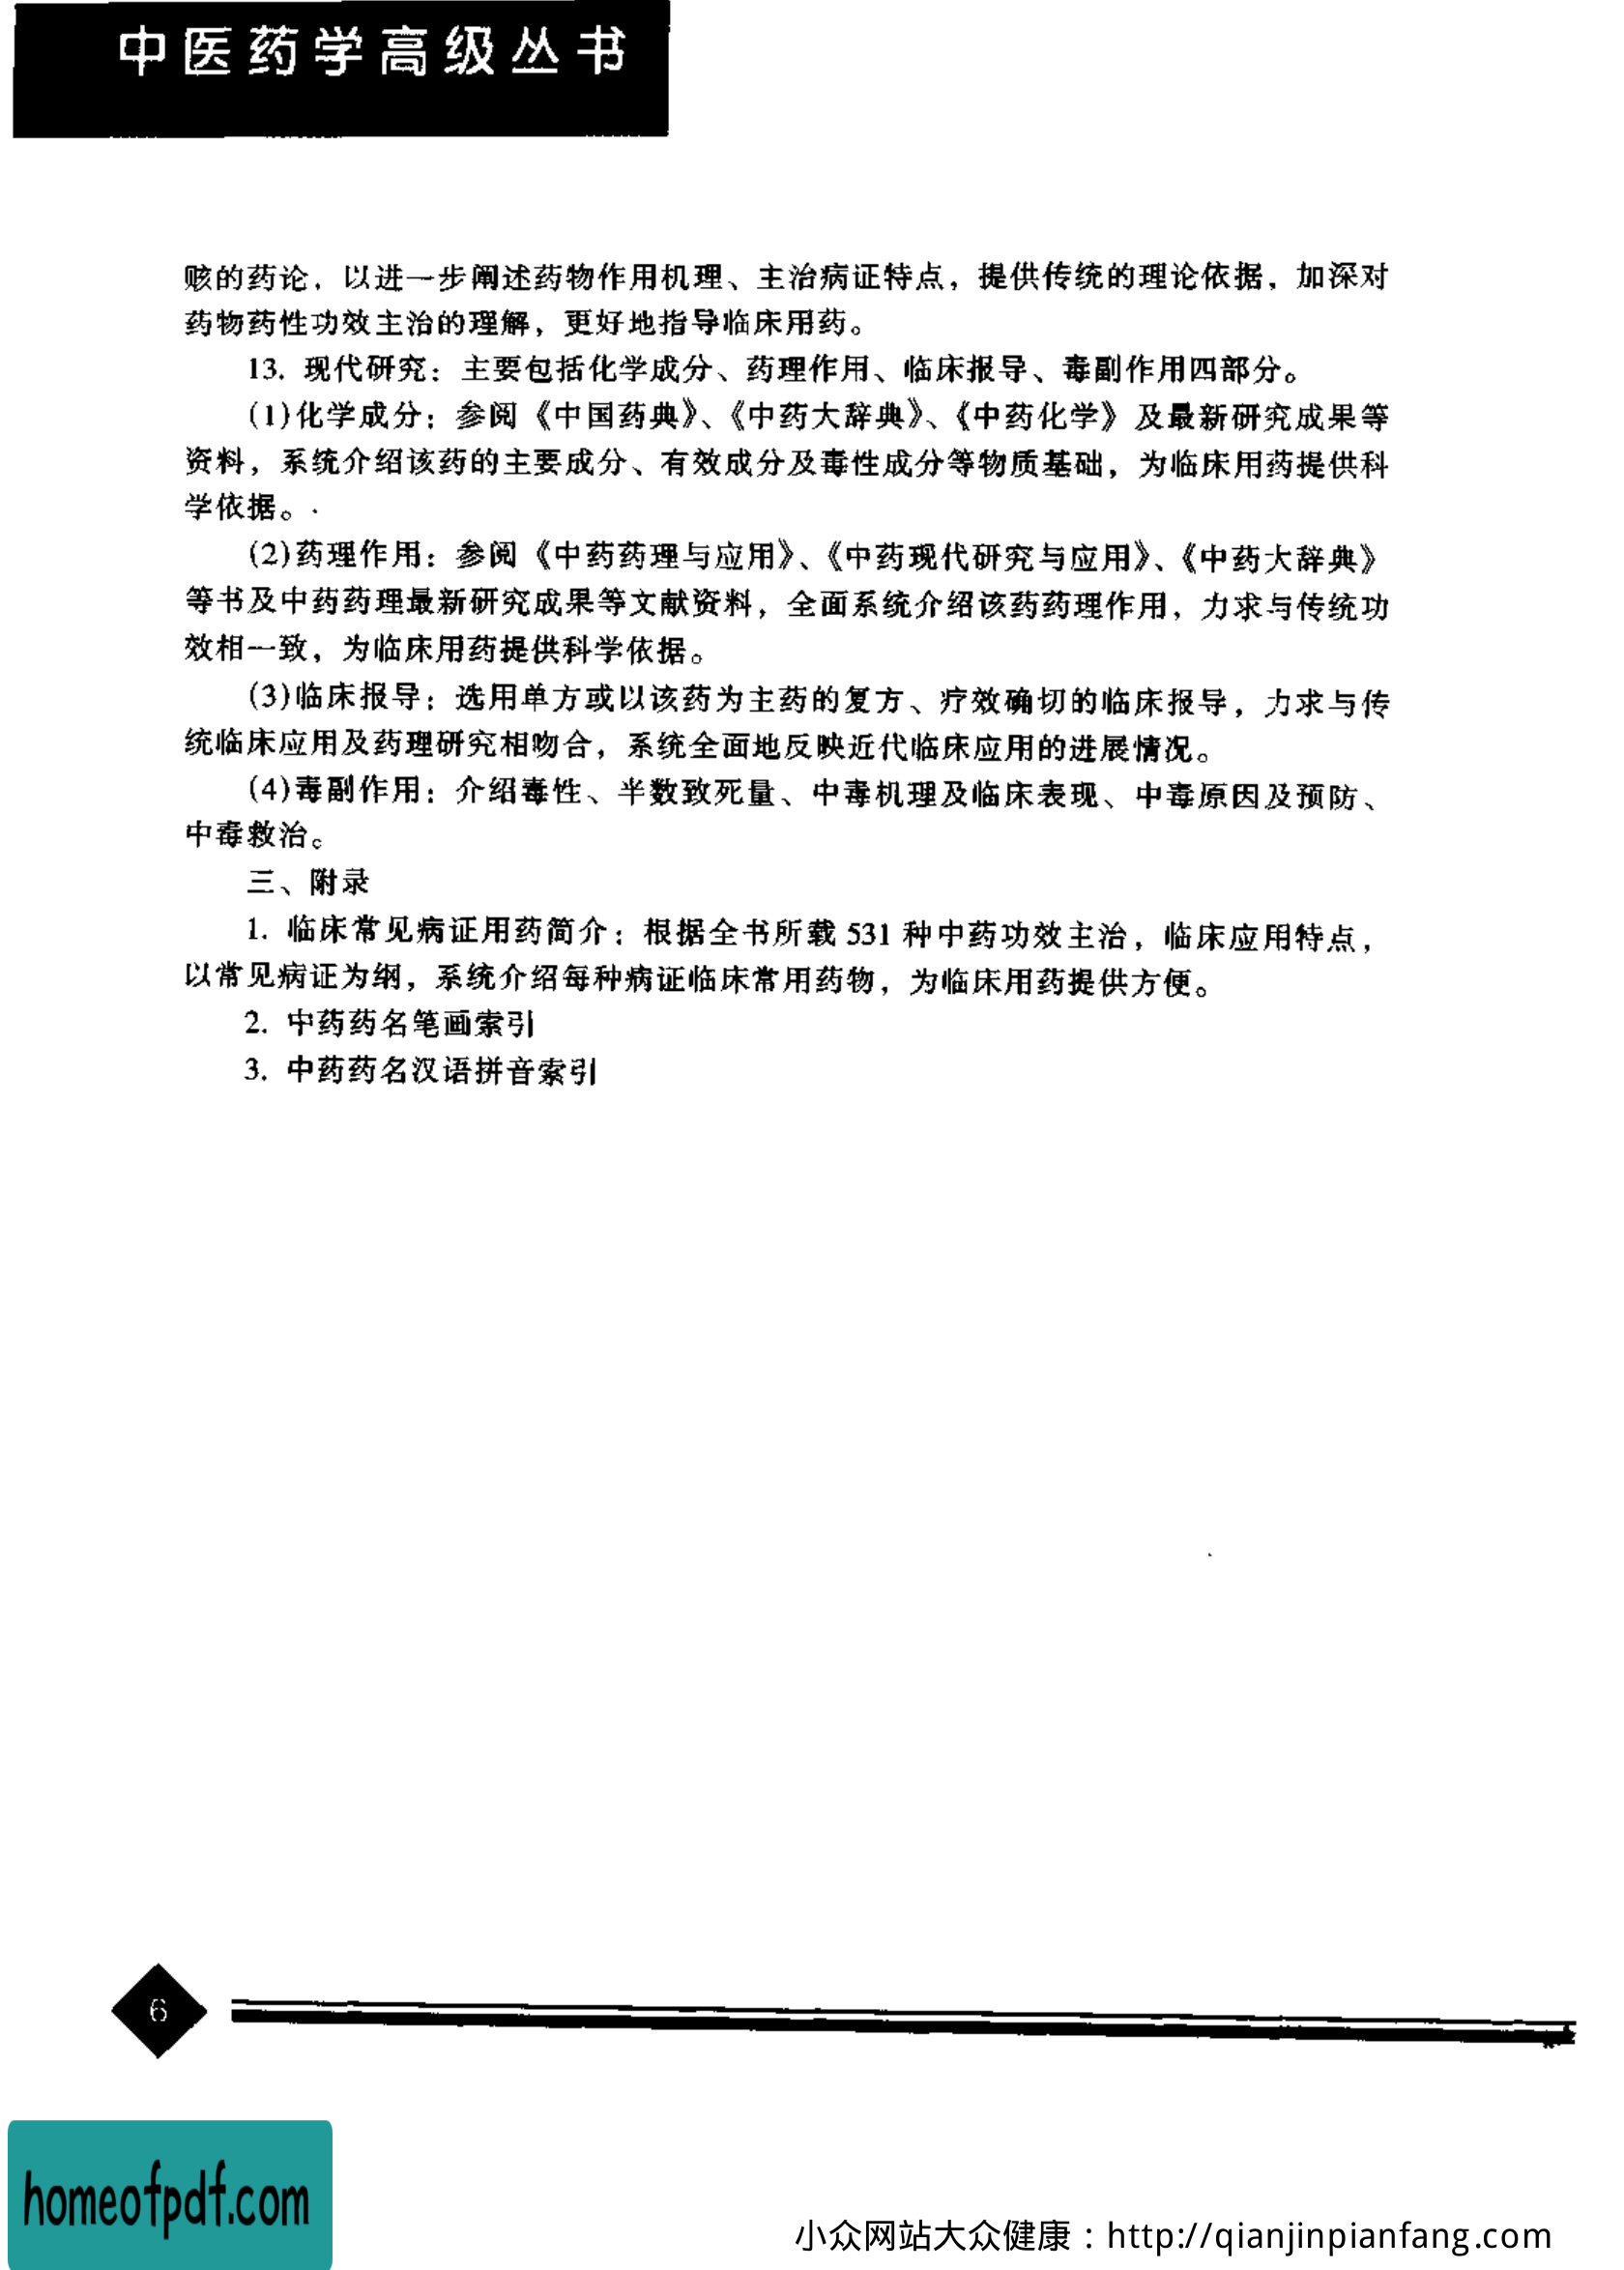 中医药学高级丛书
赅的药论，以进一步阐述药物作用机理、主治病证特点，提供传统的理论依据，加深对
药物药性功效主治的理解，更好地指导临床用药。
13. 现代研究：主要包括化学成分、药理作用、临床报导、毒副作用四部分。
(1)化学成分：参阅《中国药典》、《中药大辞典》、《中药化学》及最新研究成果等
资料，系统介绍该药的主要成分、有效成分及毒性成分等物质基础，为临床用药提供科
学依据。
(2)药理作用：参阅《中药药理与应用》、《中药现代研究与应用》、《中药大辞典》
等书及中药药理最新研究成果等文献资料，全面系统介绍该药药理作用，力求与传统功
效相一致，为临床用药提供科学依据。
(3)临床报导：选用单方或以该药为主药的复方、疗效确切的临床报导，力求与传
统临床应用及药理研究相吻合，系统全面地反映近代临床应用的进展情况。
(4)毒副作用：介绍毒性、半数致死量、中毒机理及临床表现、中毒原因及预防、
中毒救治。
三、附录
1. 临床常见病证用药简介：根据全书所载 531 种中药功效主治，临床应用特点，
以常见病证为纲，系统介绍每种病证临床常用药物，为临床用药提供方便。
2. 中药药名笔画索引
3. 中药药名汉语拼音索引
6
homeofpdf.com
小众网站大众健康：http://qianjinpianfang.com